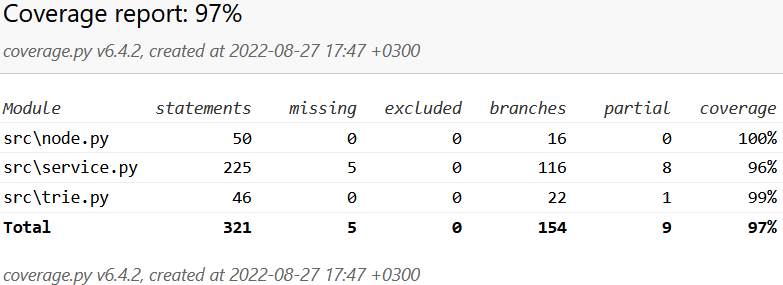 Coverage report: 97%
coverage.py v6.4.2, created at 2022-08-27 17:47 +0300
Module statements missing excluded branches partial coverage
src\node.py 50 0 0 16 0 100%
src\service.py 225 5 0 116 8 96%
src\trie.py 46 0 0 22 1 99%
Total 321 5 0 154 9 97%
coverage.py v6.4.2, created at 2022-08-27 17:47 +0300